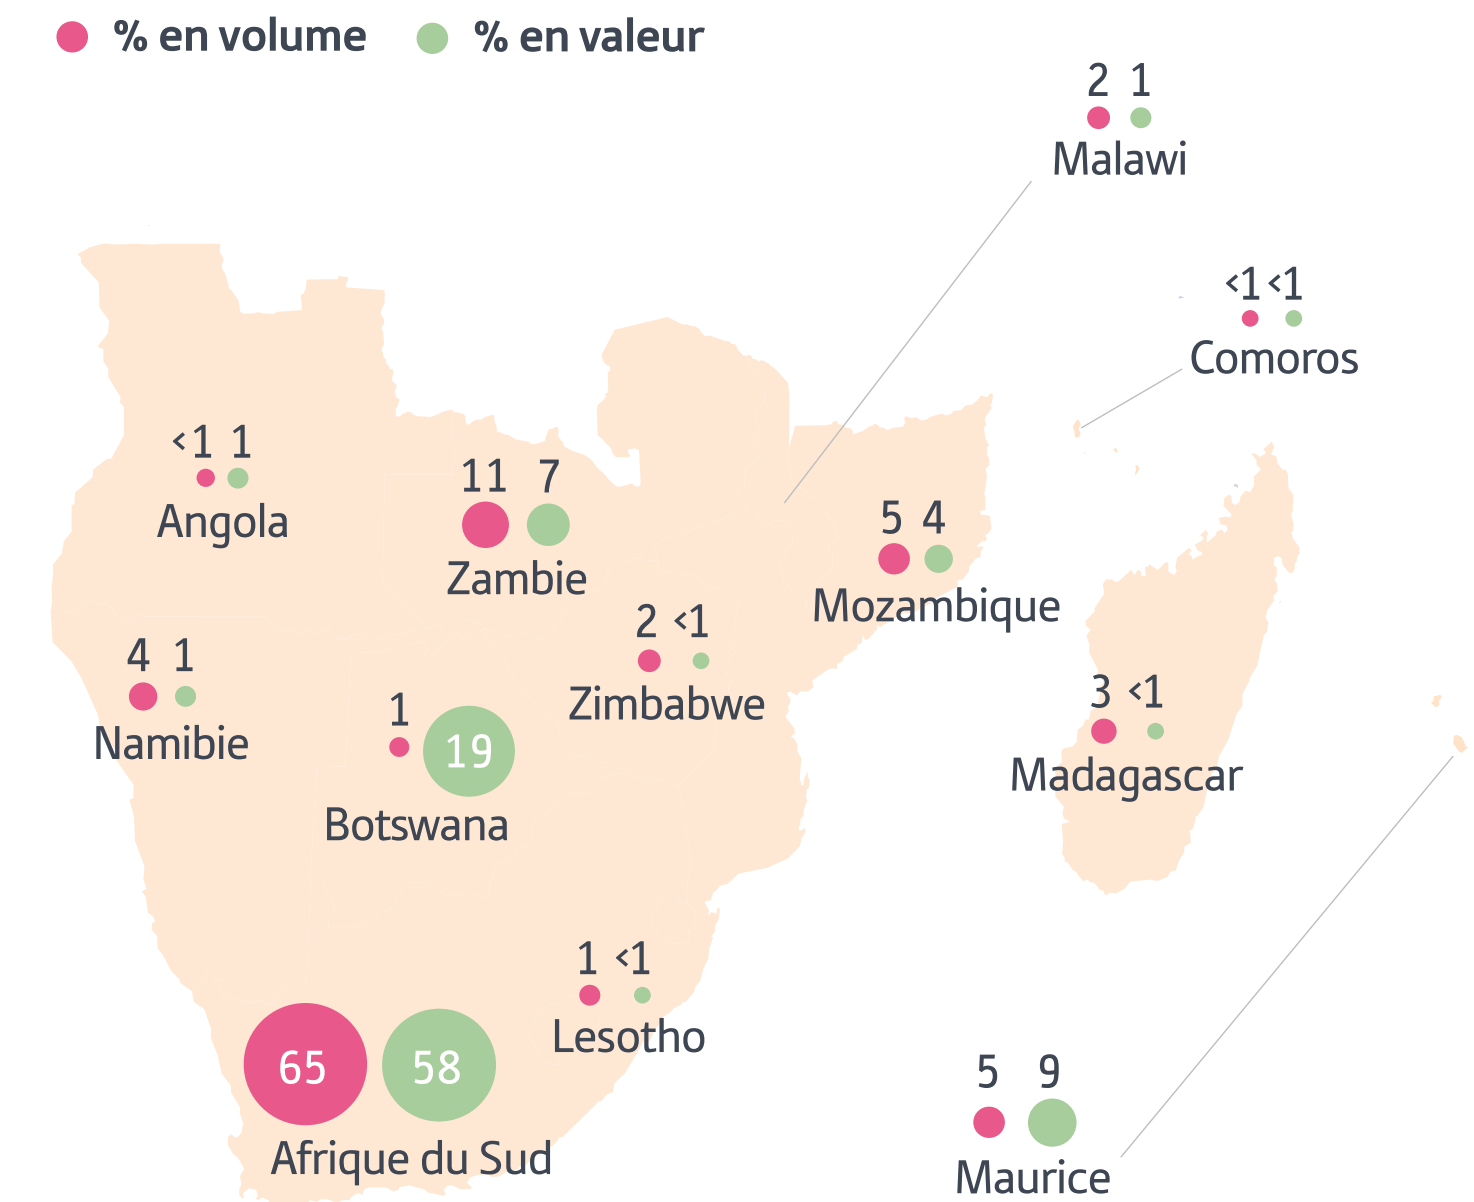 % en volume % en valeur
2 1
Malawi
<1 <1
Comoros
<1 1
Angola
11 7
Zambie
5 4
Mozambique
2 <1
Zimbabwe
4 1
Namibie
1 19
Botswana
3 <1
Madagascar
1 <1
Lesotho
65 58
Afrique du Sud
5 9
Maurice